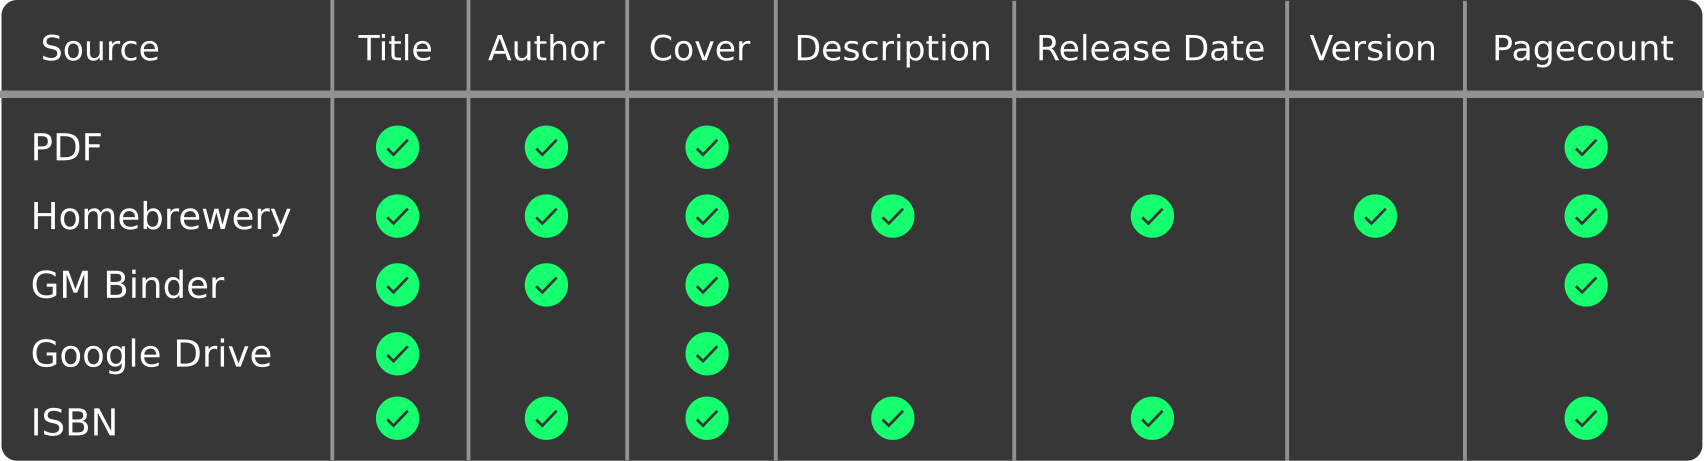 Source Title Author Cover Description Release Date Version Pagecount
PDF
Homebrewery
GM Binder
Google Drive
ISBN